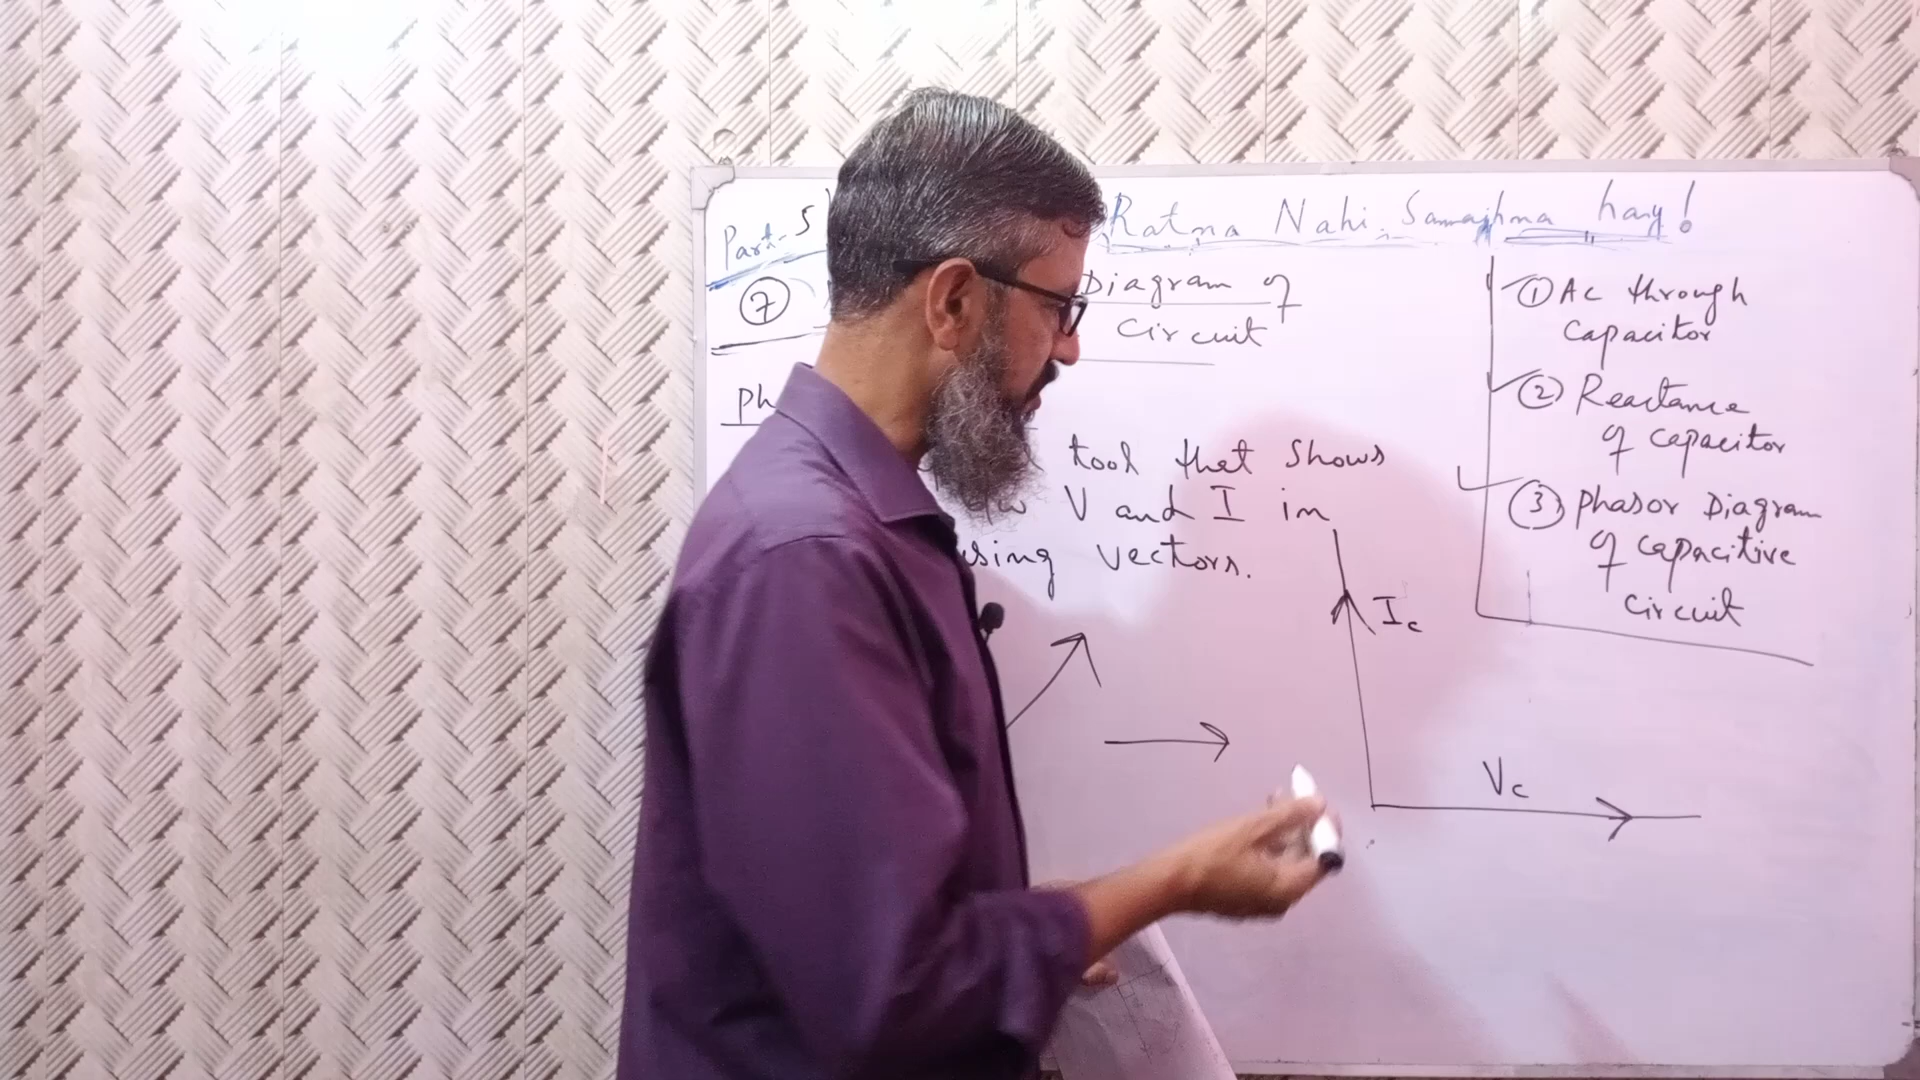 Part-5 Ratna Nahi Samajhna hay!
⑦ Diagram of
Circuit
Ph
tool that shows
V and I in
using vectors.
① AC through
capacitor
② Reactance
of capacitor
③ Phasor Diagram
of capacitive
circuit
Ic
Vc